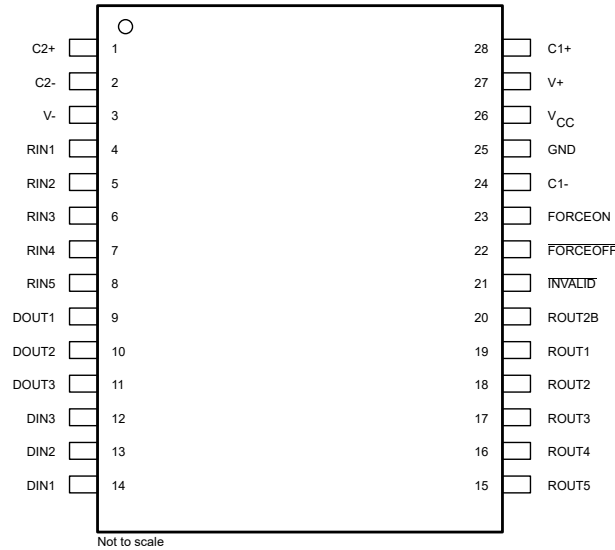 C2+ 1 28 C1+
C2- 2 27 V+
V- 3 26 VCC
RIN1 4 25 GND
RIN2 5 24 C1-
RIN3 6 23 FORCEON
RIN4 7 22 FORCEOFF
RIN5 8 21 INVALID
DOUT1 9 20 ROUT2B
DOUT2 10 19 ROUT1
DOUT3 11 18 ROUT2
DIN3 12 17 ROUT3
DIN2 13 16 ROUT4
DIN1 14 15 ROUT5
Not to scale